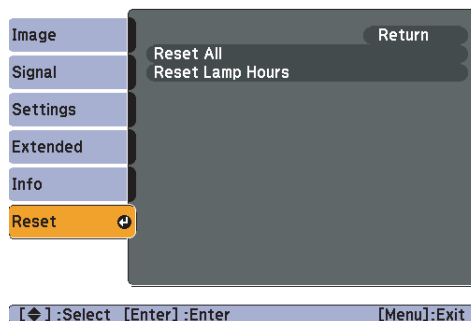 Image
Signal
Settings
Extended
Info
Reset
Return
Reset All
Reset Lamp Hours
[◆] :Select [Enter] :Enter [Menu]:Exit